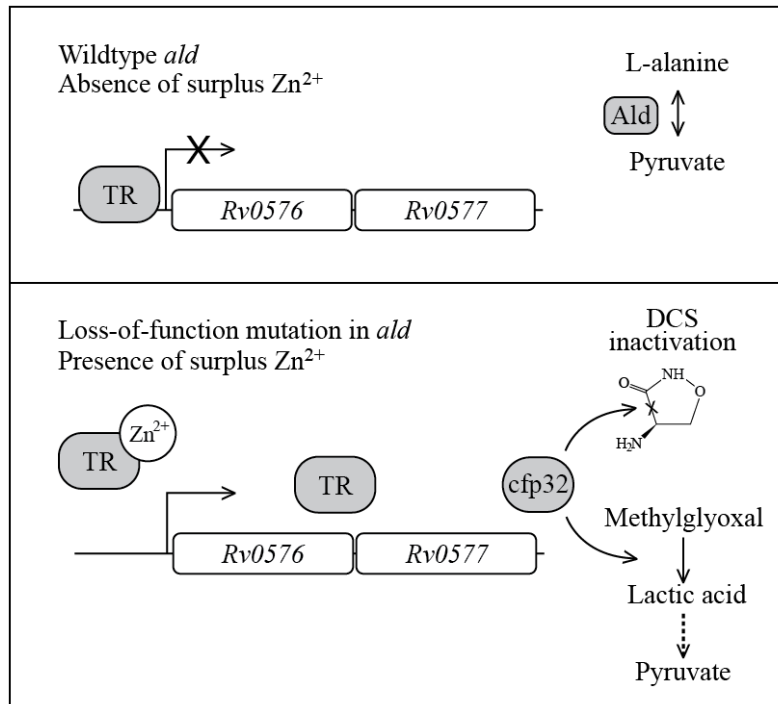 Wildtype ald
Absence of surplus Zn²⁺
L-alanine
Ald
Pyruvate
TR
Rv0576
Rv0577
Loss-of-function mutation in ald
Presence of surplus Zn²⁺
DCS
inactivation
O
NH
O
H₂N
Zn²⁺
TR
TR
cfp32
Rv0576
Rv0577
Methylglyoxal
Lactic acid
Pyruvate